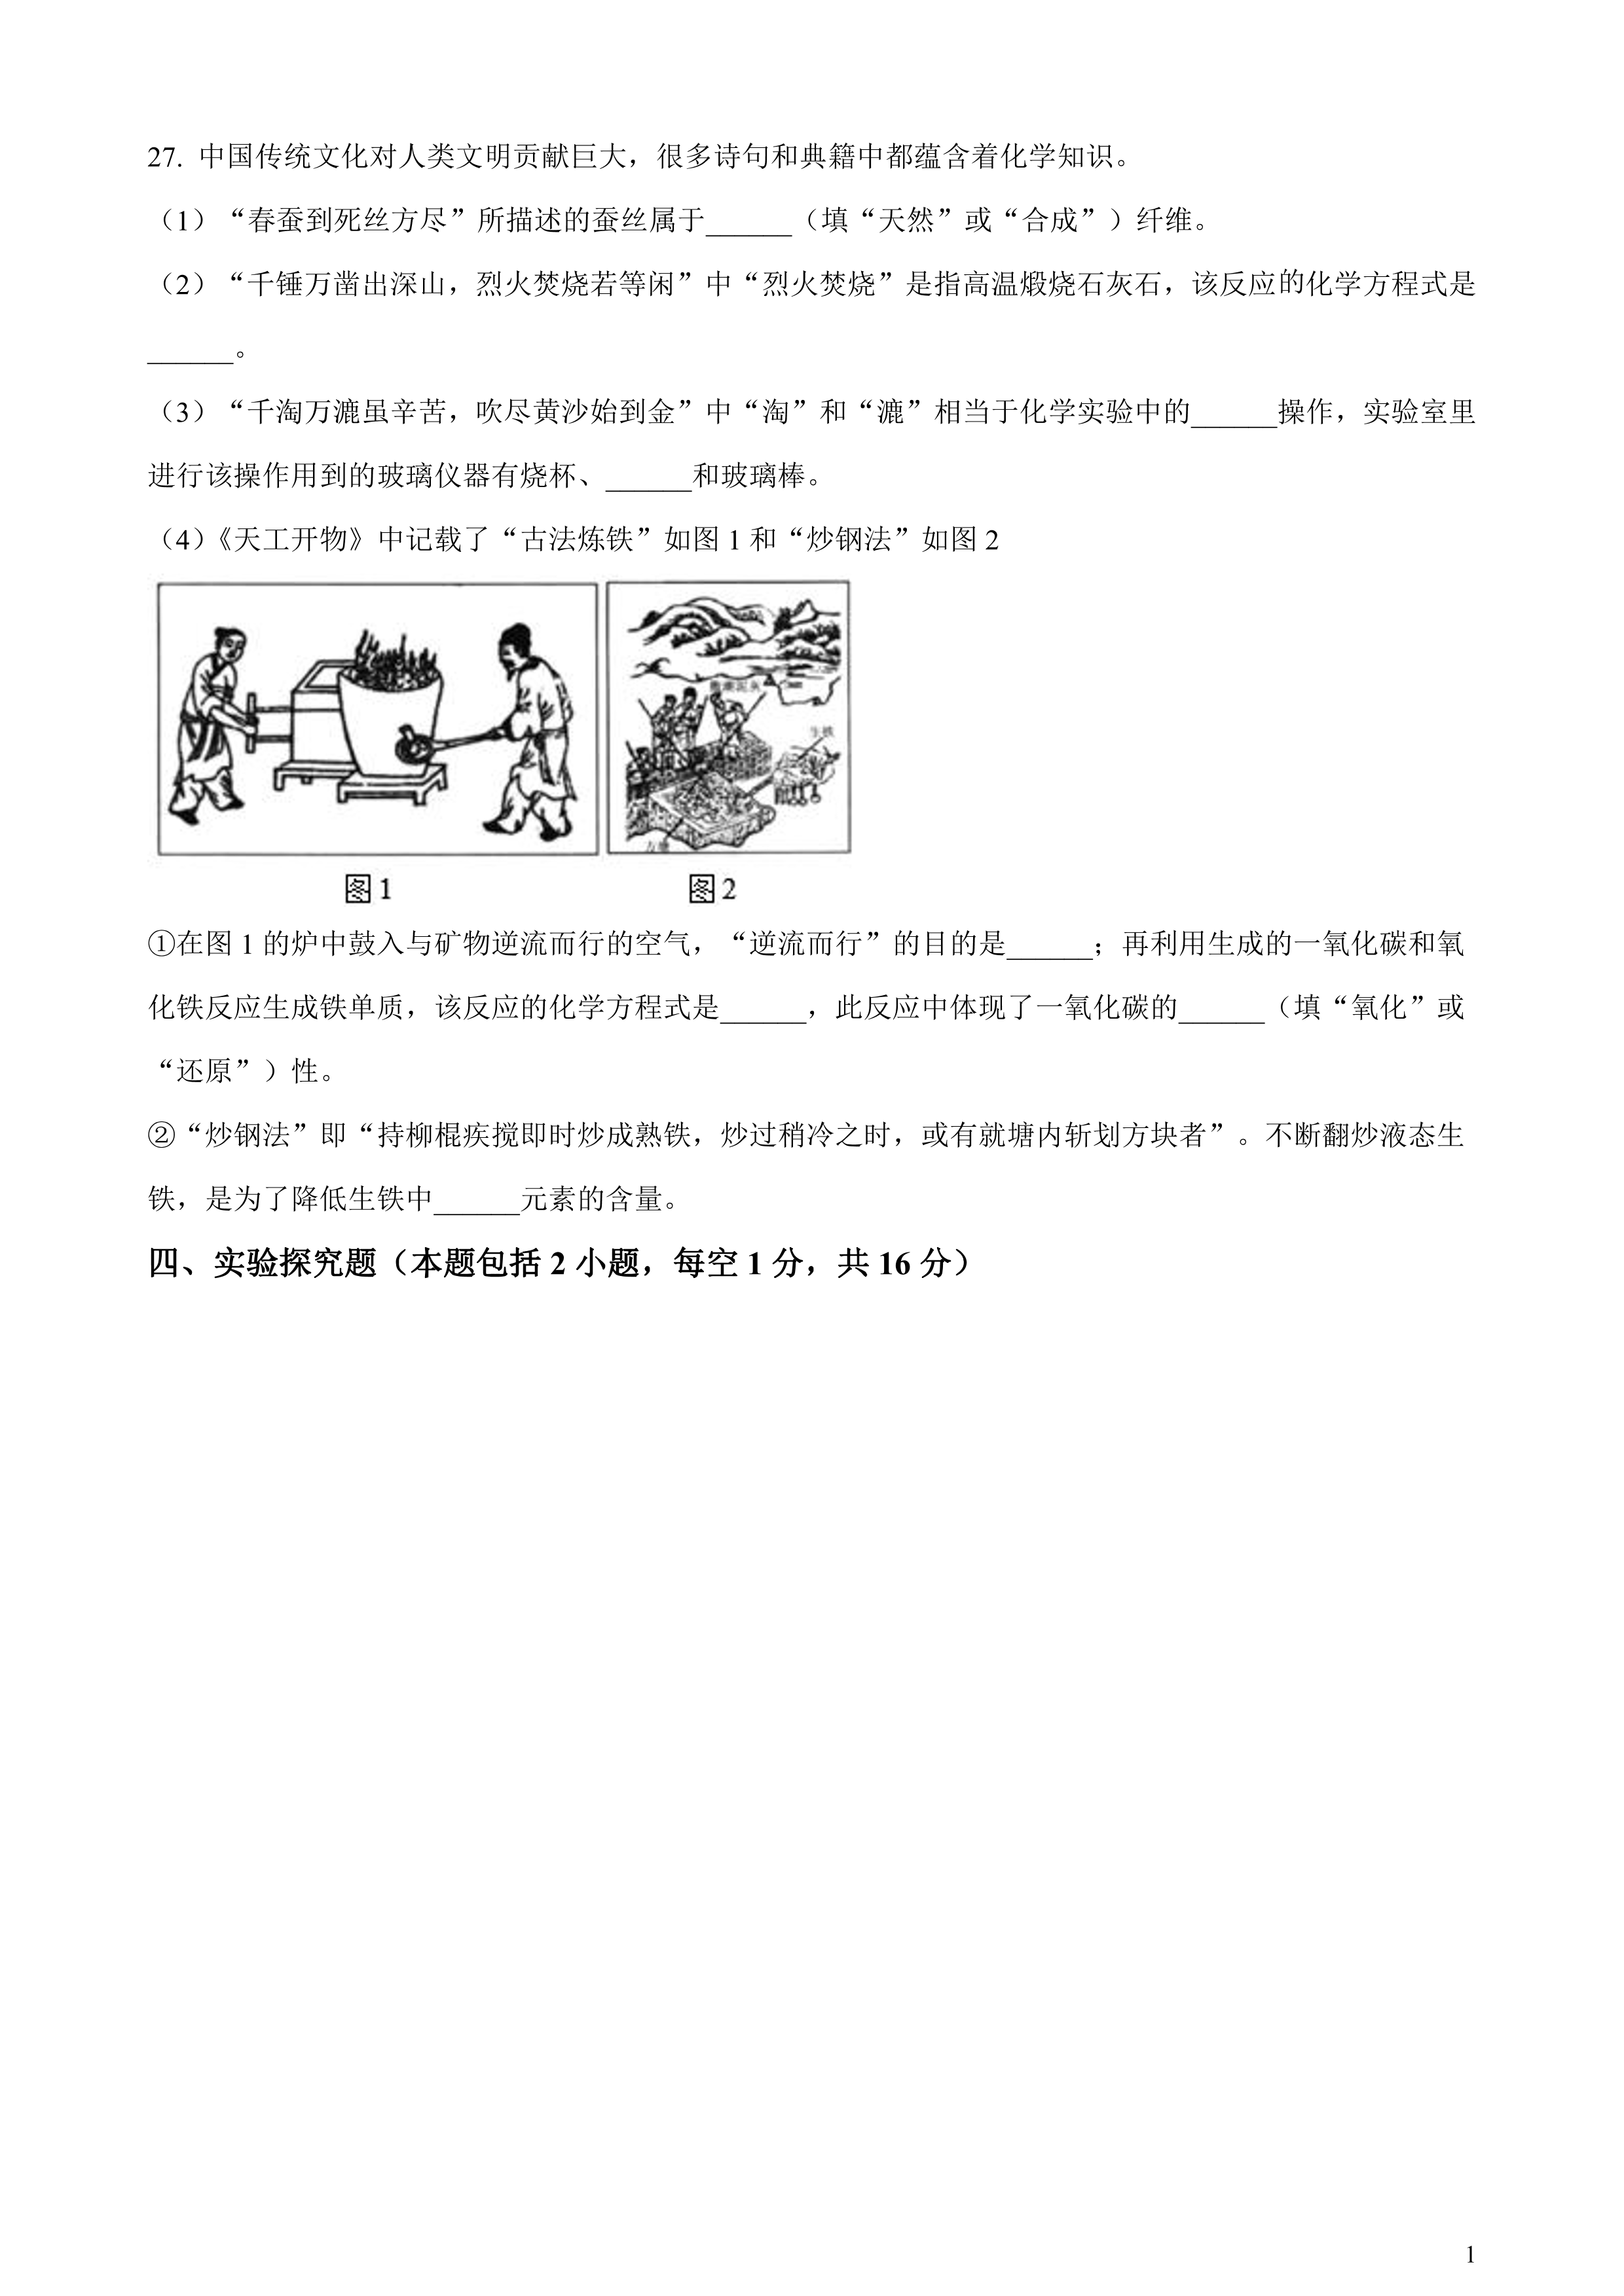 27. 中国传统文化对人类文明贡献巨大，很多诗句和典籍中都蕴含着化学知识。
（1）“春蚕到死丝方尽”所描述的蚕丝属于______（填“天然”或“合成”）纤维。
（2）“千锤万凿出深山，烈火焚烧若等闲”中“烈火焚烧”是指高温煅烧石灰石，该反应的化学方程式是
______。
（3）“千淘万漉虽辛苦，吹尽黄沙始到金”中“淘”和“漉”相当于化学实验中的______操作，实验室里
进行该操作用到的玻璃仪器有烧杯、______和玻璃棒。
（4）《天工开物》中记载了“古法炼铁”如图 1 和“炒钢法”如图 2
生铁
方塘
图 1
图 2
①在图 1 的炉中鼓入与矿物逆流而行的空气，“逆流而行”的目的是______；再利用生成的一氧化碳和氧
化铁反应生成铁单质，该反应的化学方程式是______，此反应中体现了一氧化碳的______（填“氧化”或
“还原”）性。
②“炒钢法”即“持柳棍疾搅即时炒成熟铁，炒过稍冷之时，或有就塘内斩划方块者”。不断翻炒液态生
铁，是为了降低生铁中______元素的含量。
四、实验探究题（本题包括 2 小题，每空 1 分，共 16 分）
1